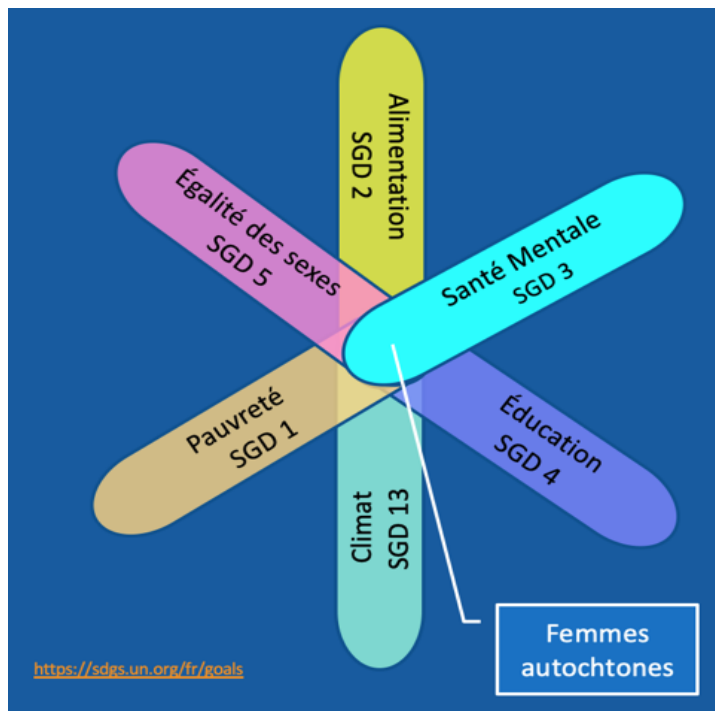 Alimentation
SGD 2
Égalité des sexes
SGD 5
Santé Mentale
SGD 3
Pauvreté
SGD 1
Éducation
SGD 4
Climat
SGD 13
Femmes
autochtones
https://sdgs.un.org/fr/goals